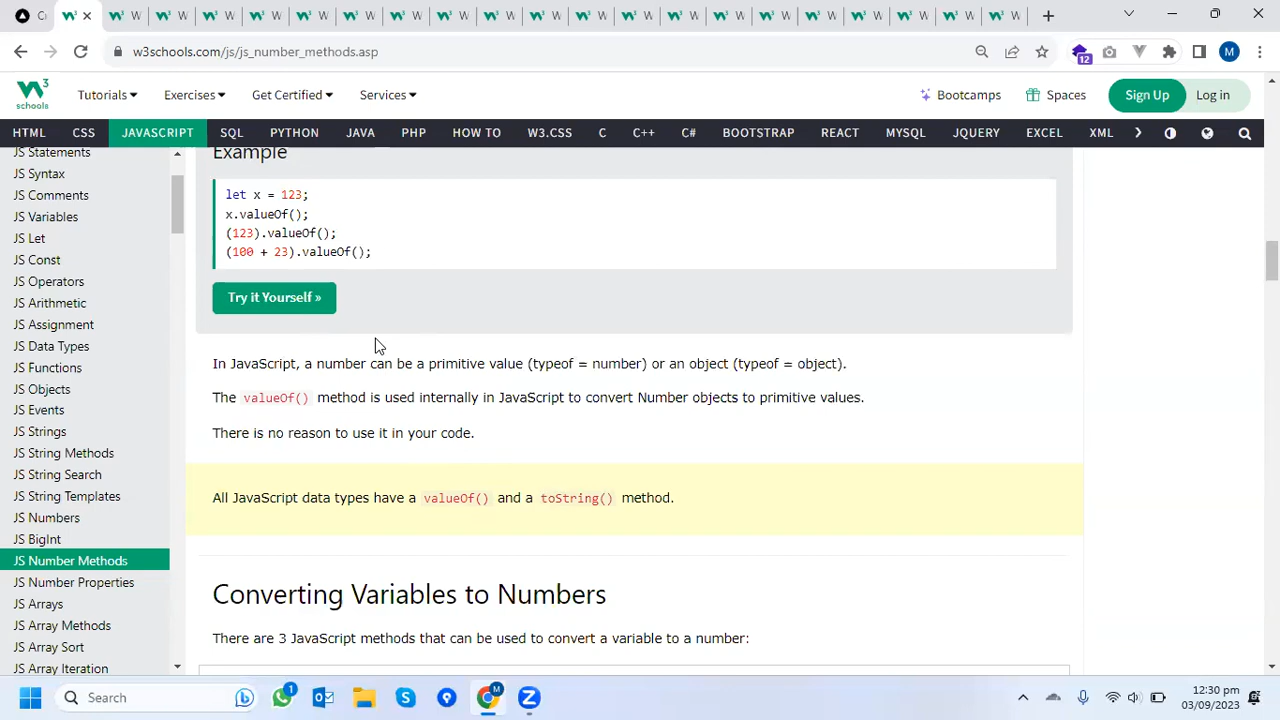 w3schools.com/js/js_number_methods.asp
12
M
W3
schools
Tutorials
Exercises
Get Certified
Services
Bootcamps
Spaces
Sign Up
Log in
HTML
CSS
JAVASCRIPT
SQL
PYTHON
JAVA
PHP
HOW TO
W3.CSS
C
C++
C#
BOOTSTRAP
REACT
MYSQL
JQUERY
EXCEL
XML
JS Statements
JS Syntax
JS Comments
JS Variables
JS Let
JS Const
JS Operators
JS Arithmetic
JS Assignment
JS Data Types
JS Functions
JS Objects
JS Events
JS Strings
JS String Methods
JS String Search
JS String Templates
JS Numbers
JS BigInt
JS Number Methods
JS Number Properties
JS Arrays
JS Array Methods
JS Array Sort
JS Array Iteration
Example
let x = 123;
x.valueOf();
(123).valueOf();
(100 + 23).valueOf();
Try it Yourself »
In JavaScript, a number can be a primitive value (typeof = number) or an object (typeof = object).
The valueOf() method is used internally in JavaScript to convert Number objects to primitive values.
There is no reason to use it in your code.
All JavaScript data types have a valueOf() and a toString() method.
Converting Variables to Numbers
There are 3 JavaScript methods that can be used to convert a variable to a number:
Search
1
M
12:30 pm
03/09/2023